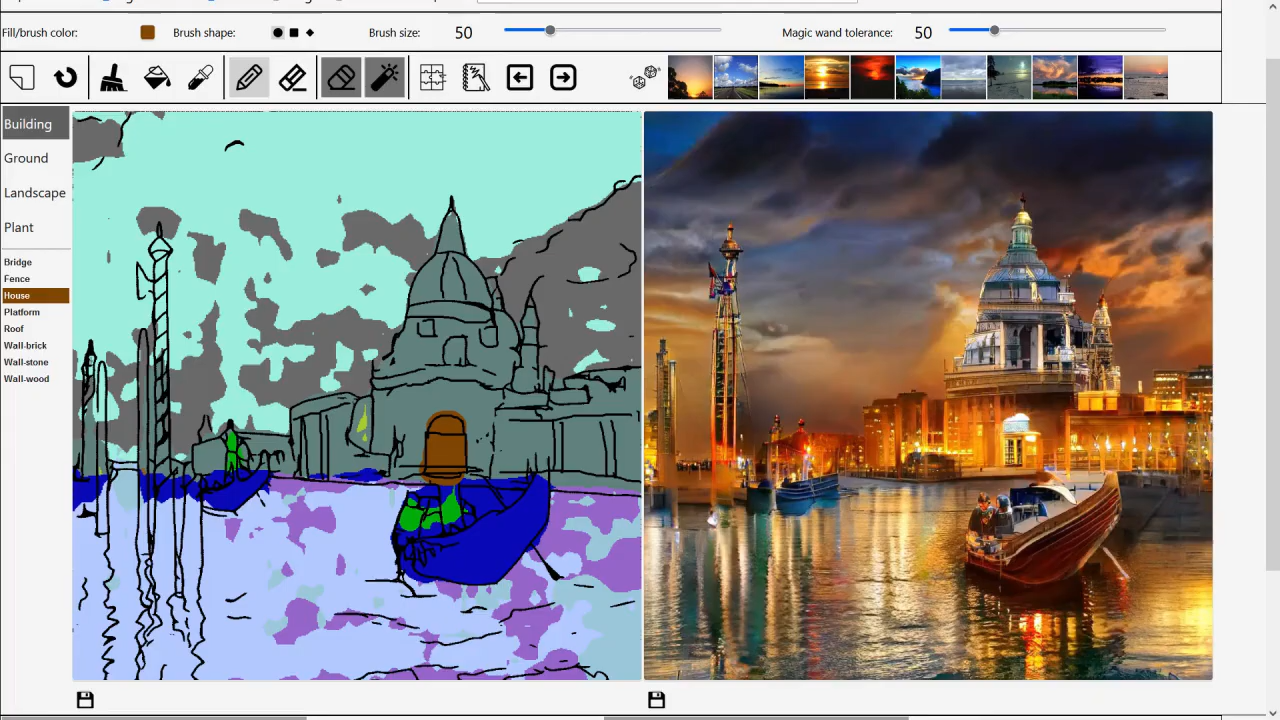 Fill/brush color: Brush shape: Brush size: 50 Magic wand tolerance: 50
Building
Ground
Landscape
Plant
Bridge
Fence
House
Platform
Roof
Wall-brick
Wall-stone
Wall-wood